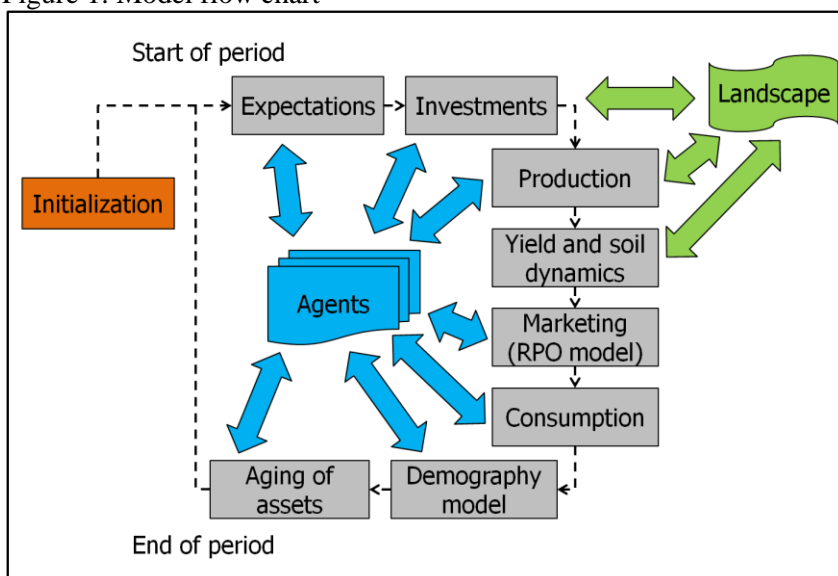 Figure 1. Model flow chart
Start of period
Expectations
Investments
Landscape
Initialization
Production
Yield and soil
dynamics
Agents
Marketing
(RPO model)
Consumption
Aging of
assets
Demography
model
End of period